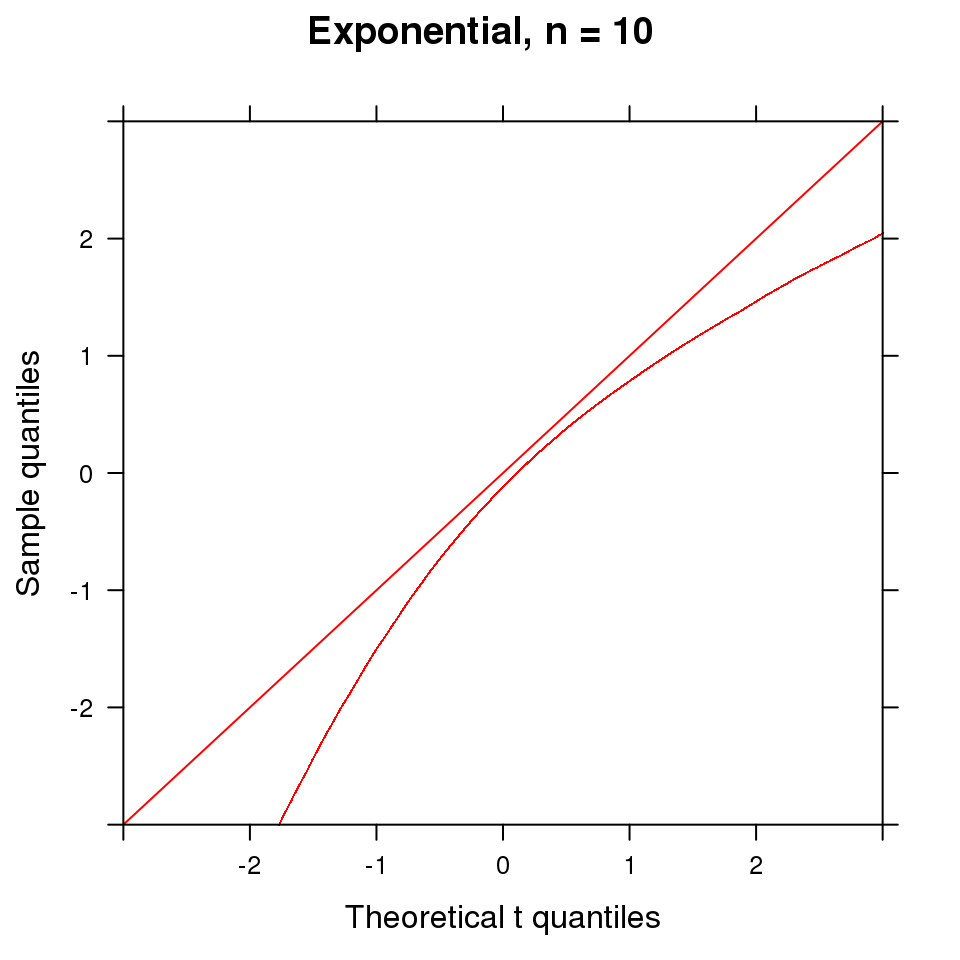 Exponential, n = 10
2
1
0
-1
-2
Sample quantiles
-2 -1 0 1 2
Theoretical t quantiles